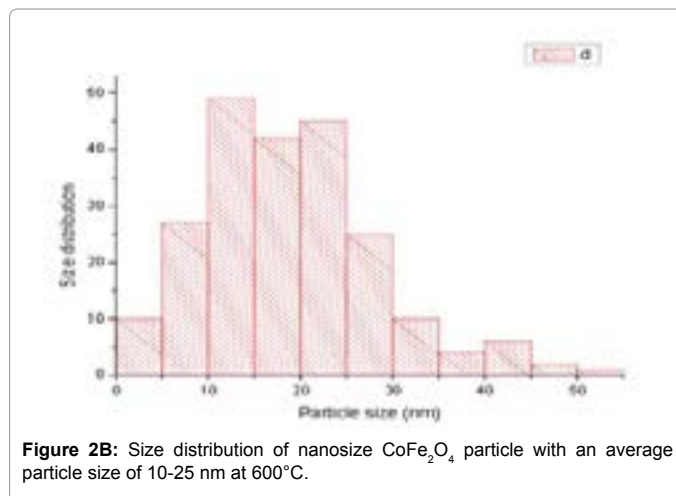 d
50
40
30
20
10
0
Size distribution
0 10 20 30 40 50
Particle size (nm)
Figure 2B: Size distribution of nanosize CoFe₂O₄ particle with an average
particle size of 10-25 nm at 600°C.